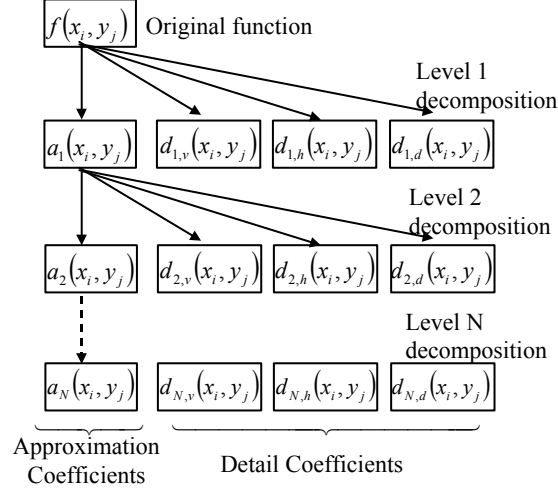 f(x_i, y_j) Original function
Level 1
decomposition
a_1(x_i, y_j) d_{1,v}(x_i, y_j) d_{1,h}(x_i, y_j) d_{1,d}(x_i, y_j)
Level 2
decomposition
a_2(x_i, y_j) d_{2,v}(x_i, y_j) d_{2,h}(x_i, y_j) d_{2,d}(x_i, y_j)
Level N
decomposition
a_N(x_i, y_j) d_{N,v}(x_i, y_j) d_{N,h}(x_i, y_j) d_{N,d}(x_i, y_j)
Approximation
Coefficients
Detail Coefficients